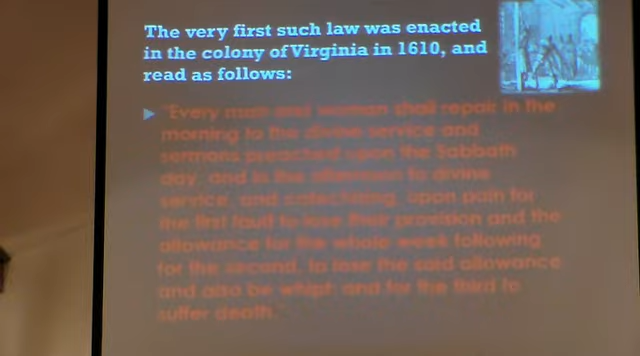 The very first such law was enacted
in the colony of Virginia in 1610, and
read as follows:
"Every man and woman shall repair in the
morning to the divine service and
sermons preached upon the Sabbath
day, and in the afternoon to divine
service, and catechizing, upon pain for
the first fault to lose their provision and the
allowance for the whole week following
for the second, to lose the said allowance
and also be whipt; and for the third to
suffer death."